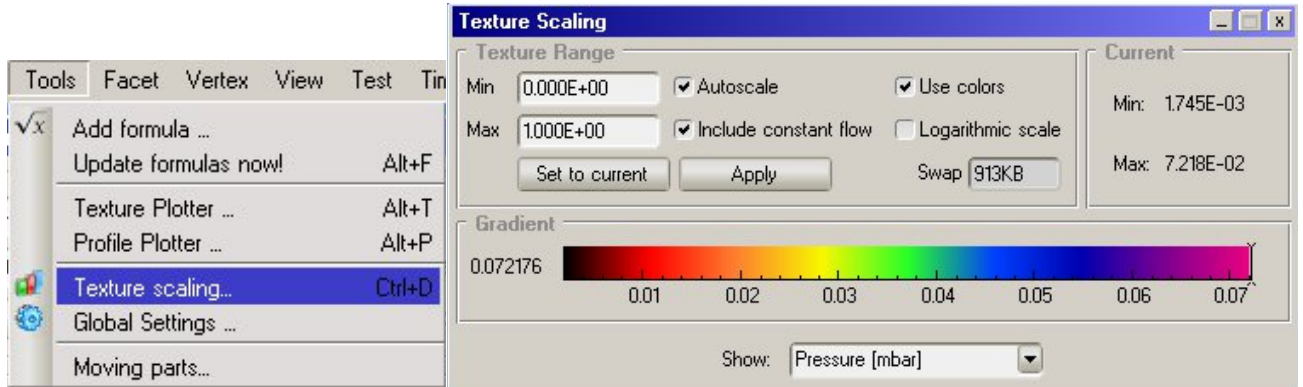 Tools Facet Vertex View Test Tin
√x Add formula ...
Update formulas now! Alt+F
Texture Plotter ... Alt+T
Profile Plotter ... Alt+P
Texture scaling... Ctrl+D
Global Settings ...
Moving parts...
Texture Scaling
Texture Range
Min 0.000E+00 Autoscale Use colors
Max 1.000E+00 Include constant flow Logarithmic scale
Set to current Apply Swap 913KB
Current
Min: 1.745E-03
Max: 7.218E-02
Gradient
0.072176
0.01 0.02 0.03 0.04 0.05 0.06 0.07
Show: Pressure [mbar]